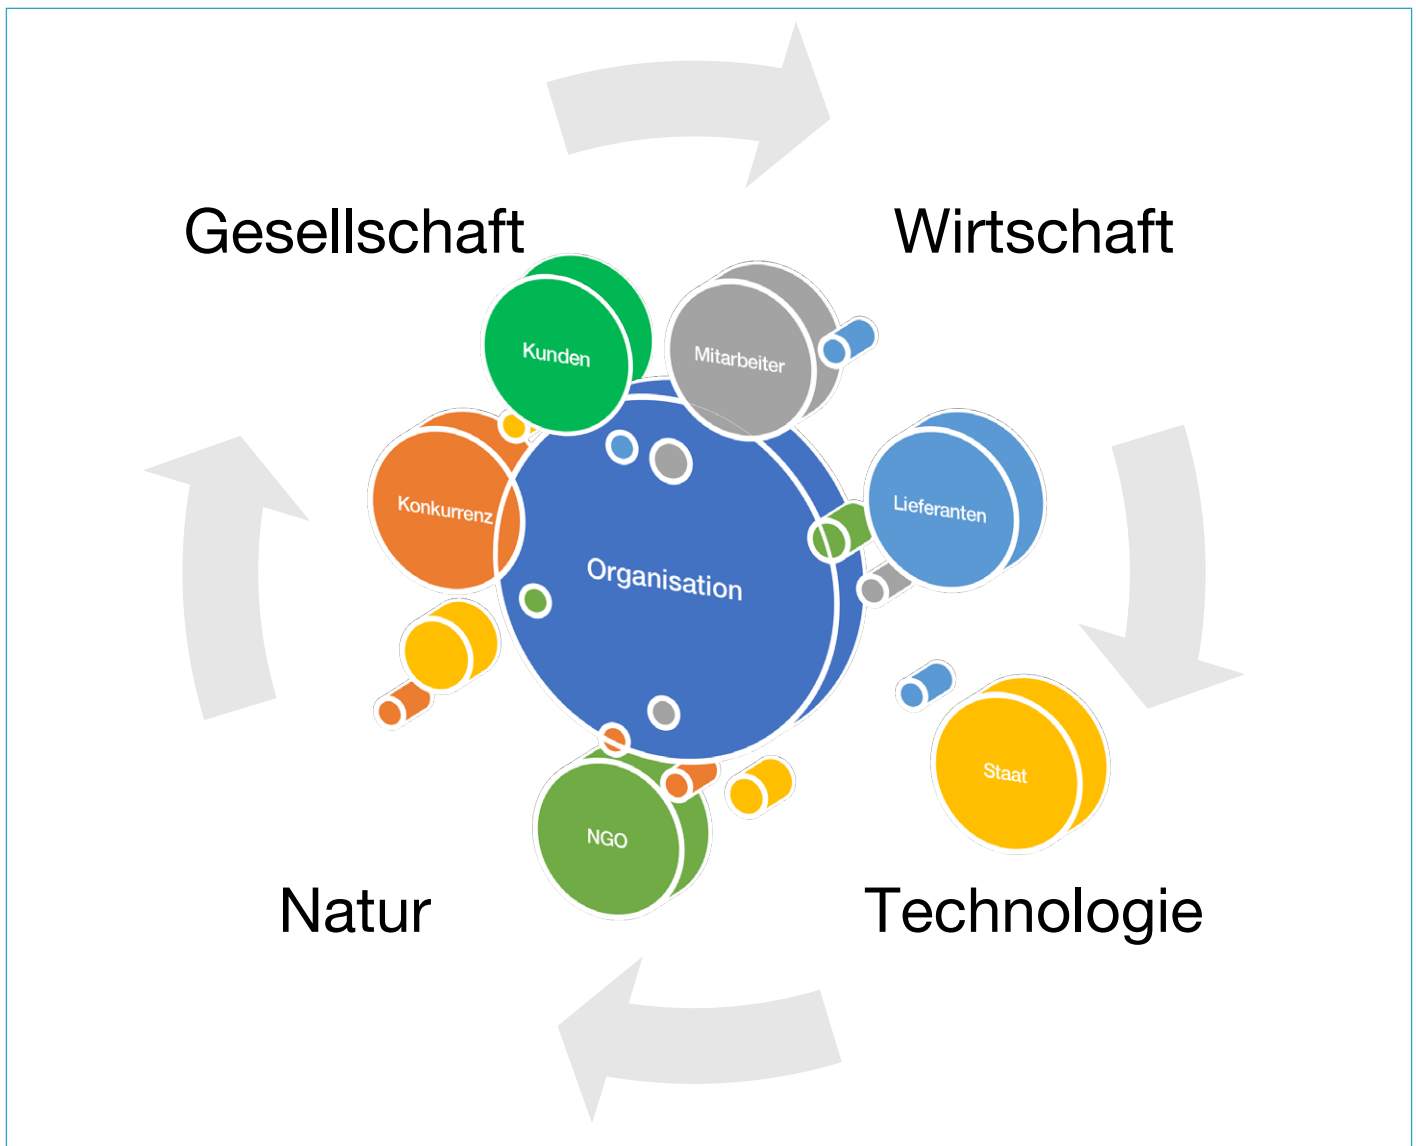 Gesellschaft
Wirtschaft
Kunden
Mitarbeiter
Konkurrenz
Lieferanten
Organisation
Staat
NGO
Natur
Technologie